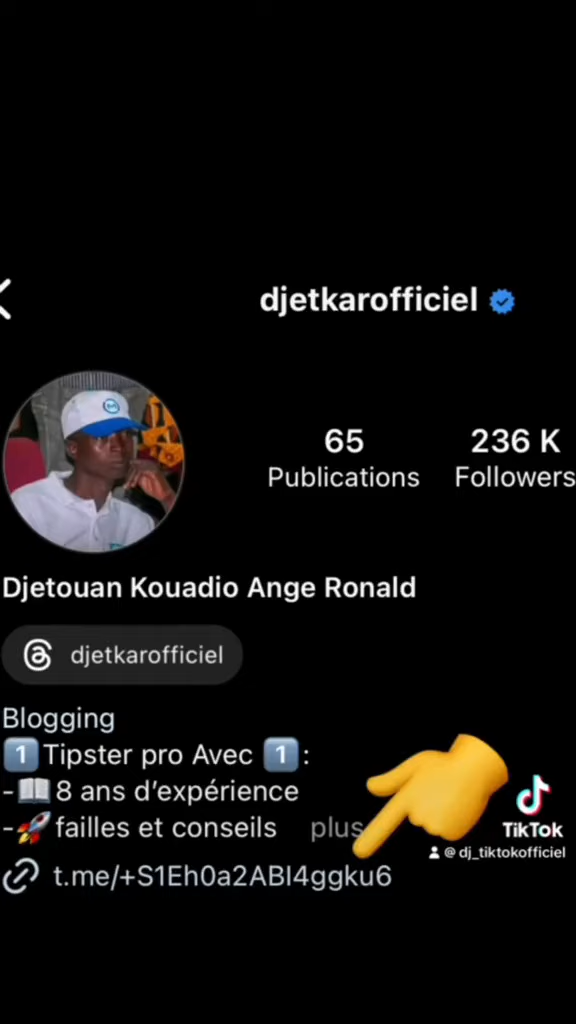 djetkarofficiel
65
236 K
Publications
Followers
Djetouan Kouadio Ange Ronald
djetkarofficiel
Blogging
1️⃣Tipster pro Avec 1️⃣:
-📖8 ans d’expérience
-🚀failles et conseils plus
TikTok
@ dj_tiktokofficiel
t.me/+S1Eh0a2ABI4ggku6